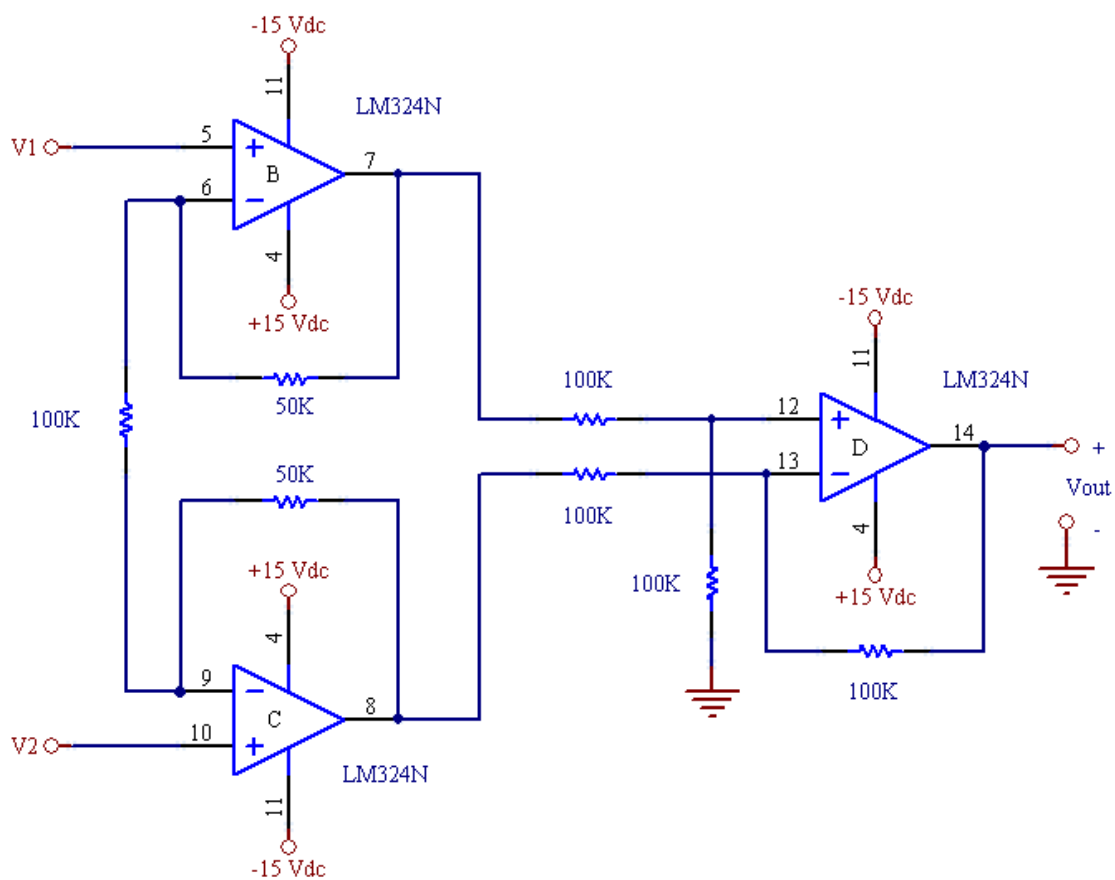 -15 Vdc
11
LM324N
V1
5
+
B
7
6
-
4
+15 Vdc
50K
100K
-15 Vdc
11
LM324N
100K
12
+
D
14
+
13
-
Vout
-
50K
100K
4
+15 Vdc
100K
100K
+15 Vdc
4
9
-
C
8
V2
10
+
LM324N
11
-15 Vdc